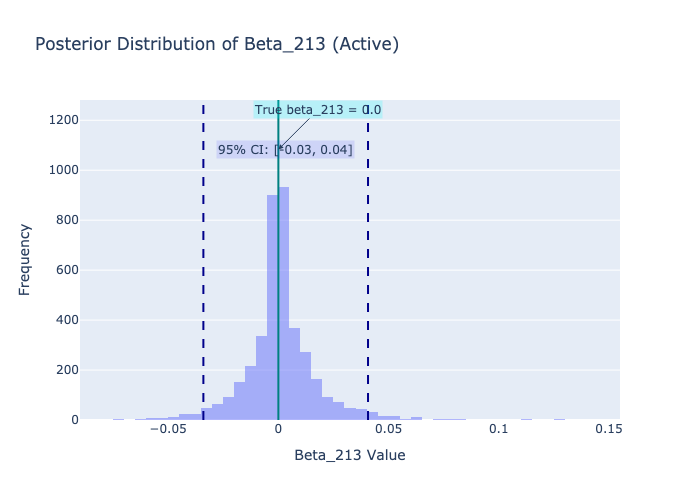 Posterior Distribution of Beta_213 (Active)
True beta_213 = 0.0
95% CI: [-0.03, 0.04]
1200
1000
800
600
400
200
0
Frequency
−0.05
0
0.05
0.1
0.15
Beta_213 Value